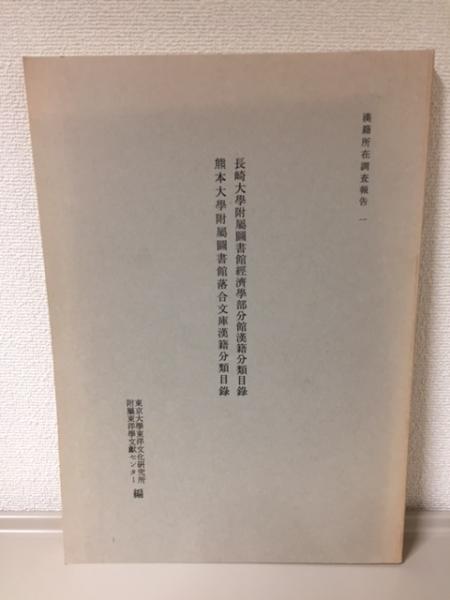 漢籍所在調査報告 一
長崎大學附屬圖書館經濟學部分館漢籍分類目錄
熊本大學附屬圖書館落合文庫漢籍分類目錄
東京大學東洋文化硏究所
附屬東洋學文獻センター 編